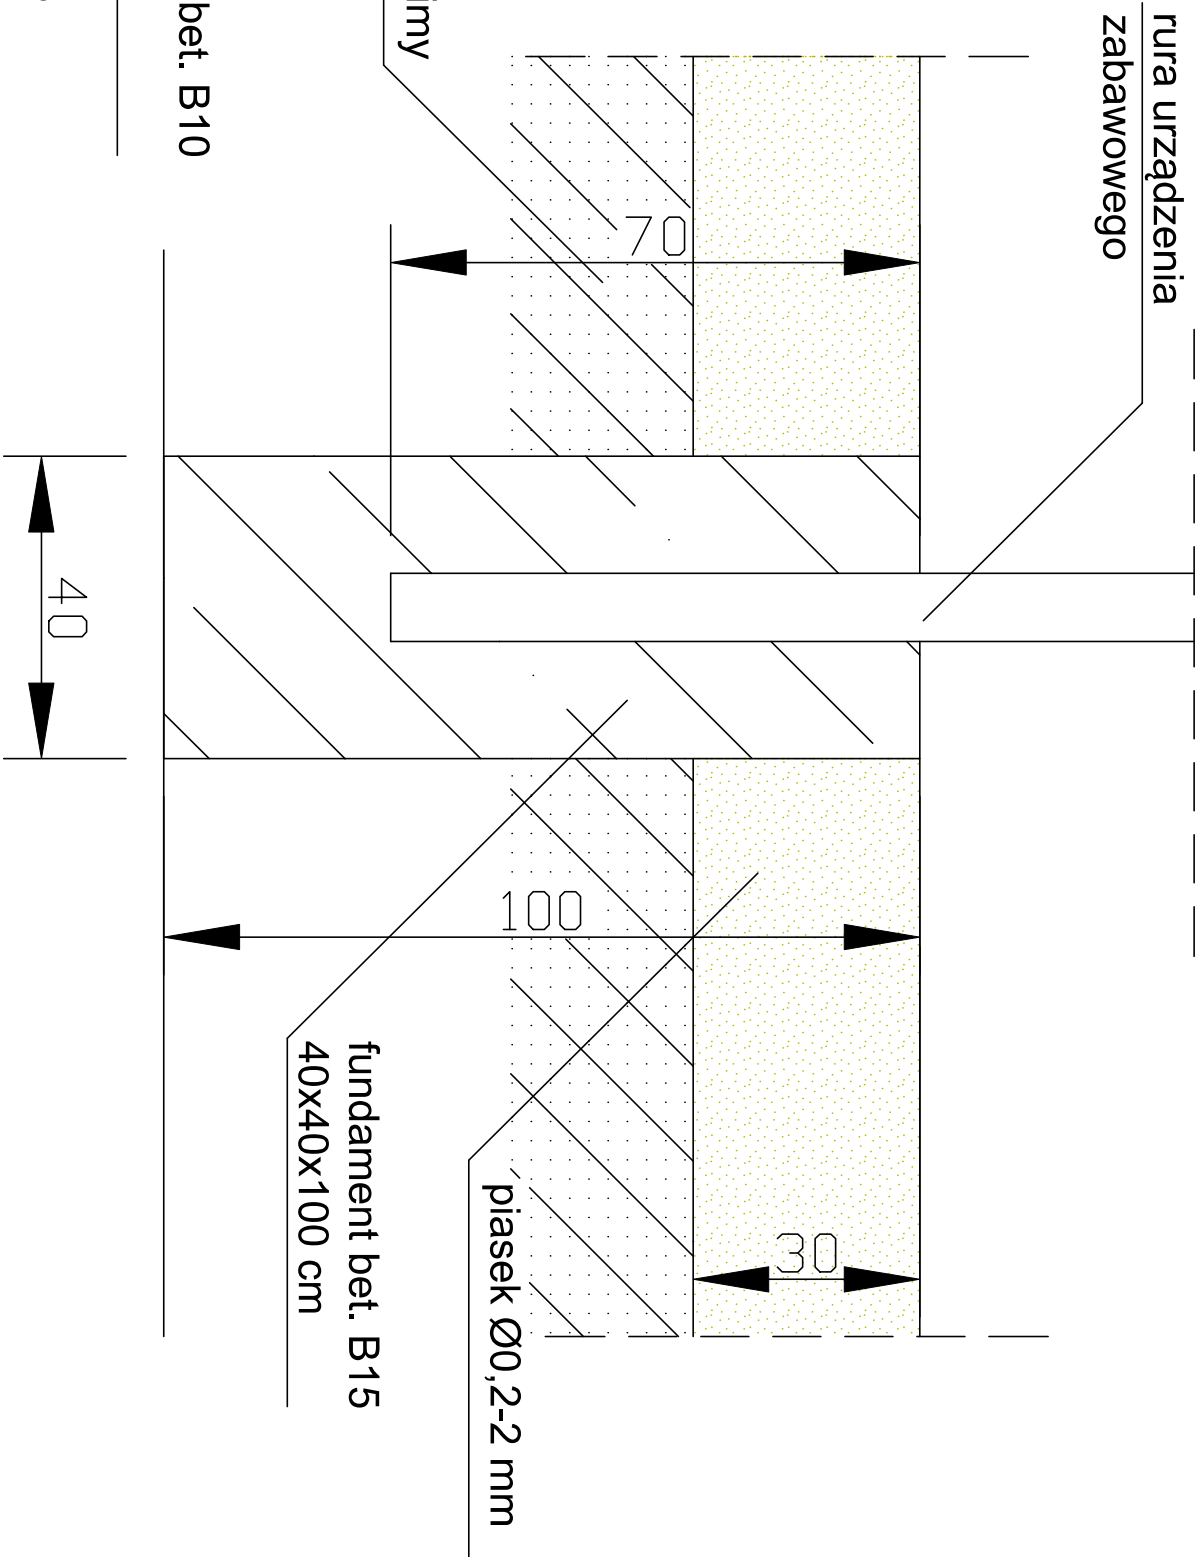 rura urządzenia
zabawowego
imy
bet. B10
70
40
100
30
fundament bet. B15
40x40x100 cm
piasek Ø0,2-2 mm